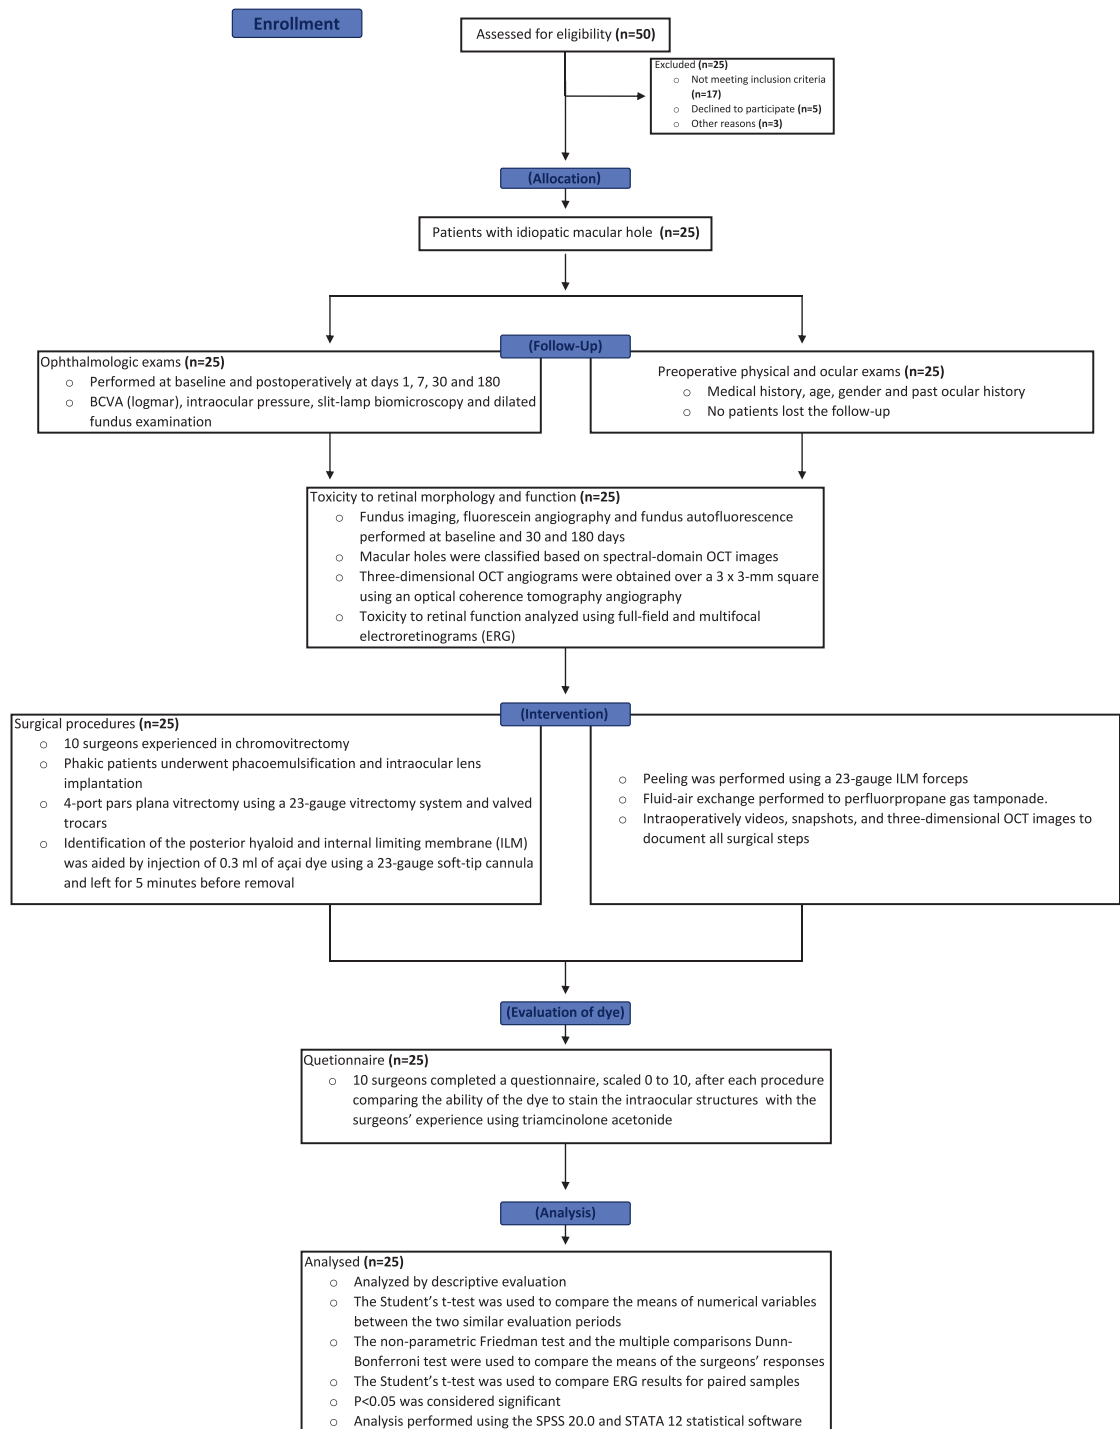 Enrollment
Assessed for eligibility (n=50)
Excluded (n=25)
○ Not meeting inclusion criteria
(n=17)
○ Declined to participate (n=5)
○ Other reasons (n=3)
(Allocation)
Patients with idiopatic macular hole (n=25)
(Follow-Up)
Ophthalmologic exams (n=25)
○ Performed at baseline and postoperatively at days 1, 7, 30 and 180
○ BCVA (logmar), intraocular pressure, slit-lamp biomicroscopy and dilated
fundus examination
Preoperative physical and ocular exams (n=25)
○ Medical history, age, gender and past ocular history
○ No patients lost the follow-up
Toxicity to retinal morphology and function (n=25)
○ Fundus imaging, fluorescein angiography and fundus autofluorescence
performed at baseline and 30 and 180 days
○ Macular holes were classified based on spectral-domain OCT images
○ Three-dimensional OCT angiograms were obtained over a 3 x 3-mm square
using an optical coherence tomography angiography
○ Toxicity to retinal function analyzed using full-field and multifocal
electroretinograms (ERG)
(Intervention)
Surgical procedures (n=25)
○ 10 surgeons experienced in chromovitrectomy
○ Phakic patients underwent phacoemulsification and intraocular lens
implantation
○ 4-port pars plana vitrectomy using a 23-gauge vitrectomy system and valved
trocars
○ Identification of the posterior hyaloid and internal limiting membrane (ILM)
was aided by injection of 0.3 ml of açai dye using a 23-gauge soft-tip cannula
and left for 5 minutes before removal
○ Peeling was performed using a 23-gauge ILM forceps
○ Fluid-air exchange performed to perfluorpropane gas tamponade.
○ Intraoperatively videos, snapshots, and three-dimensional OCT images to
document all surgical steps
(Evaluation of dye)
Quetionnaire (n=25)
○ 10 surgeons completed a questionnaire, scaled 0 to 10, after each procedure
comparing the ability of the dye to stain the intraocular structures with the
surgeons' experience using triamcinolone acetonide
(Analysis)
Analysed (n=25)
○ Analyzed by descriptive evaluation
○ The Student's t-test was used to compare the means of numerical variables
between the two similar evaluation periods
○ The non-parametric Friedman test and the multiple comparisons Dunn-
Bonferroni test were used to compare the means of the surgeons' responses
○ The Student's t-test was used to compare ERG results for paired samples
○ P<0.05 was considered significant
○ Analysis performed using the SPSS 20.0 and STATA 12 statistical software